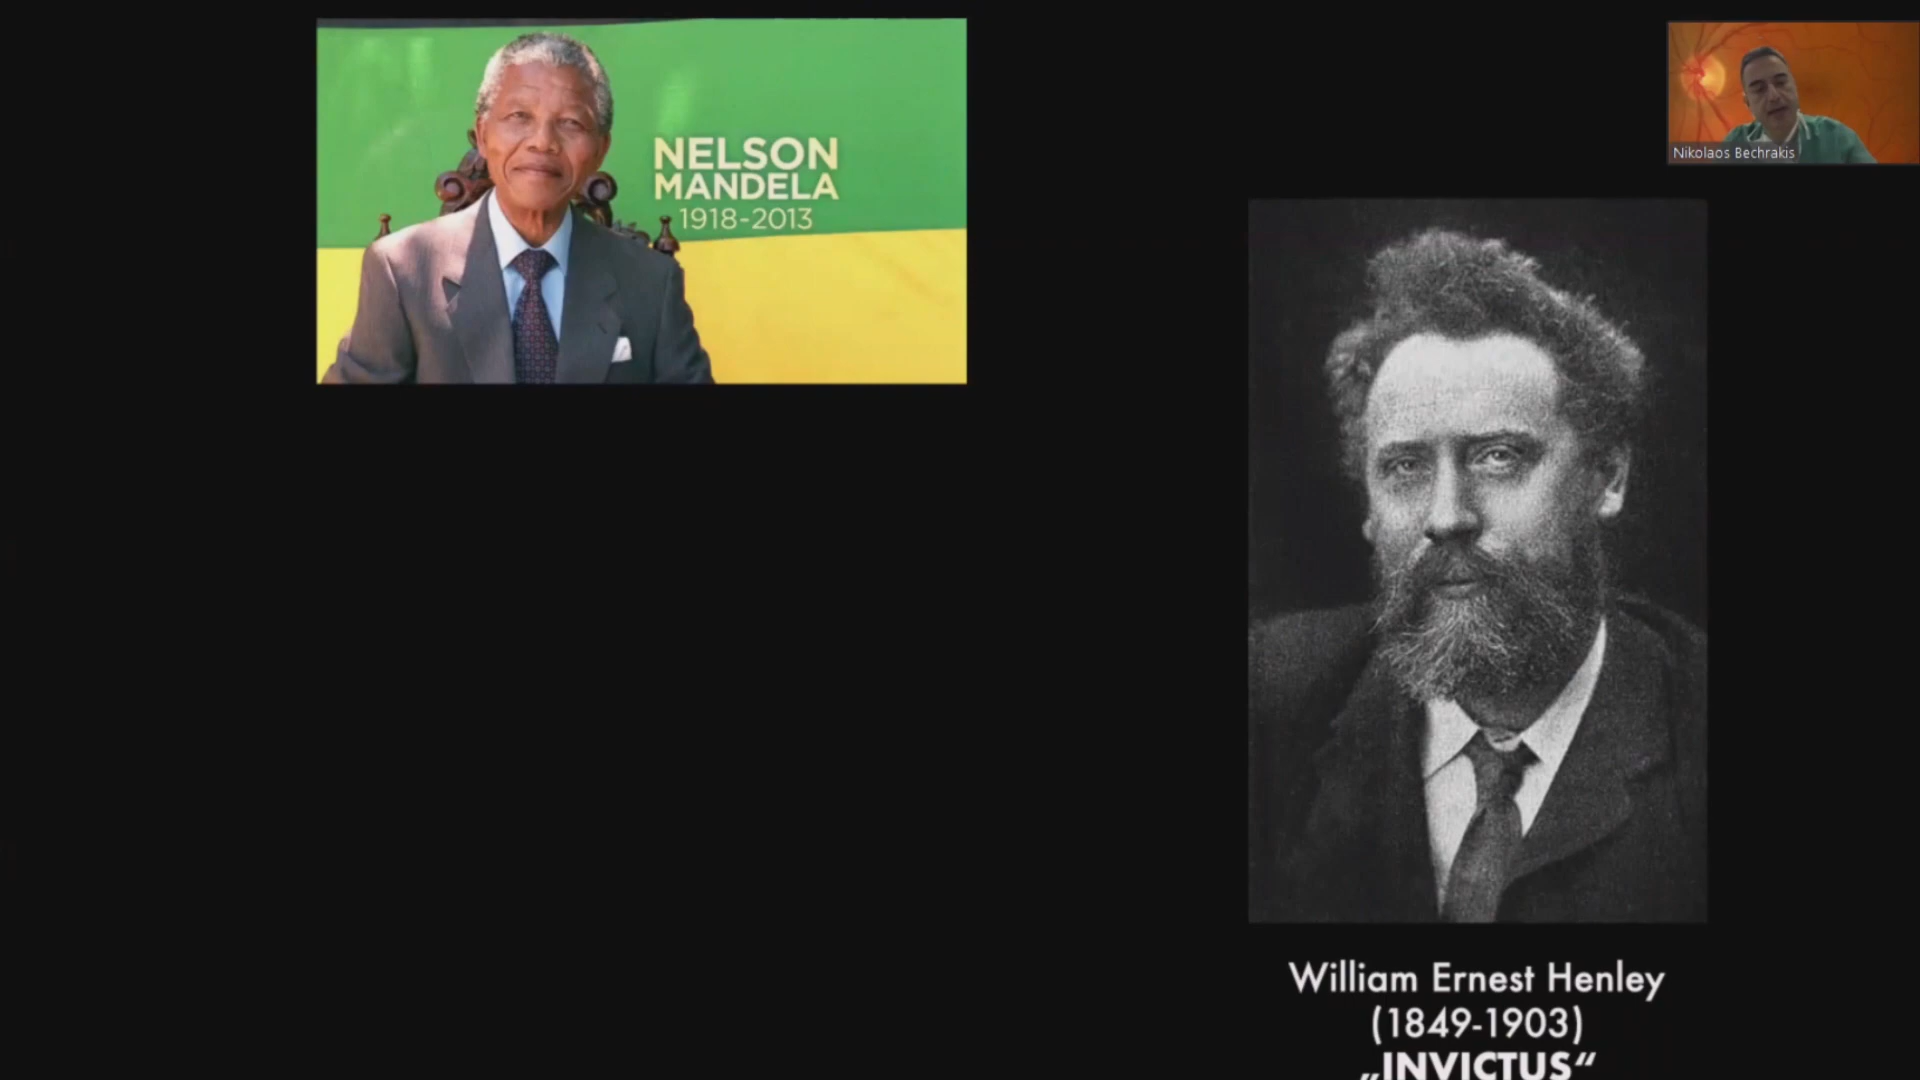 NELSON
MANDELA
1918-2013
Nikolaos Bechrakis
William Ernest Henley
(1849-1903)
„INVICTUS“